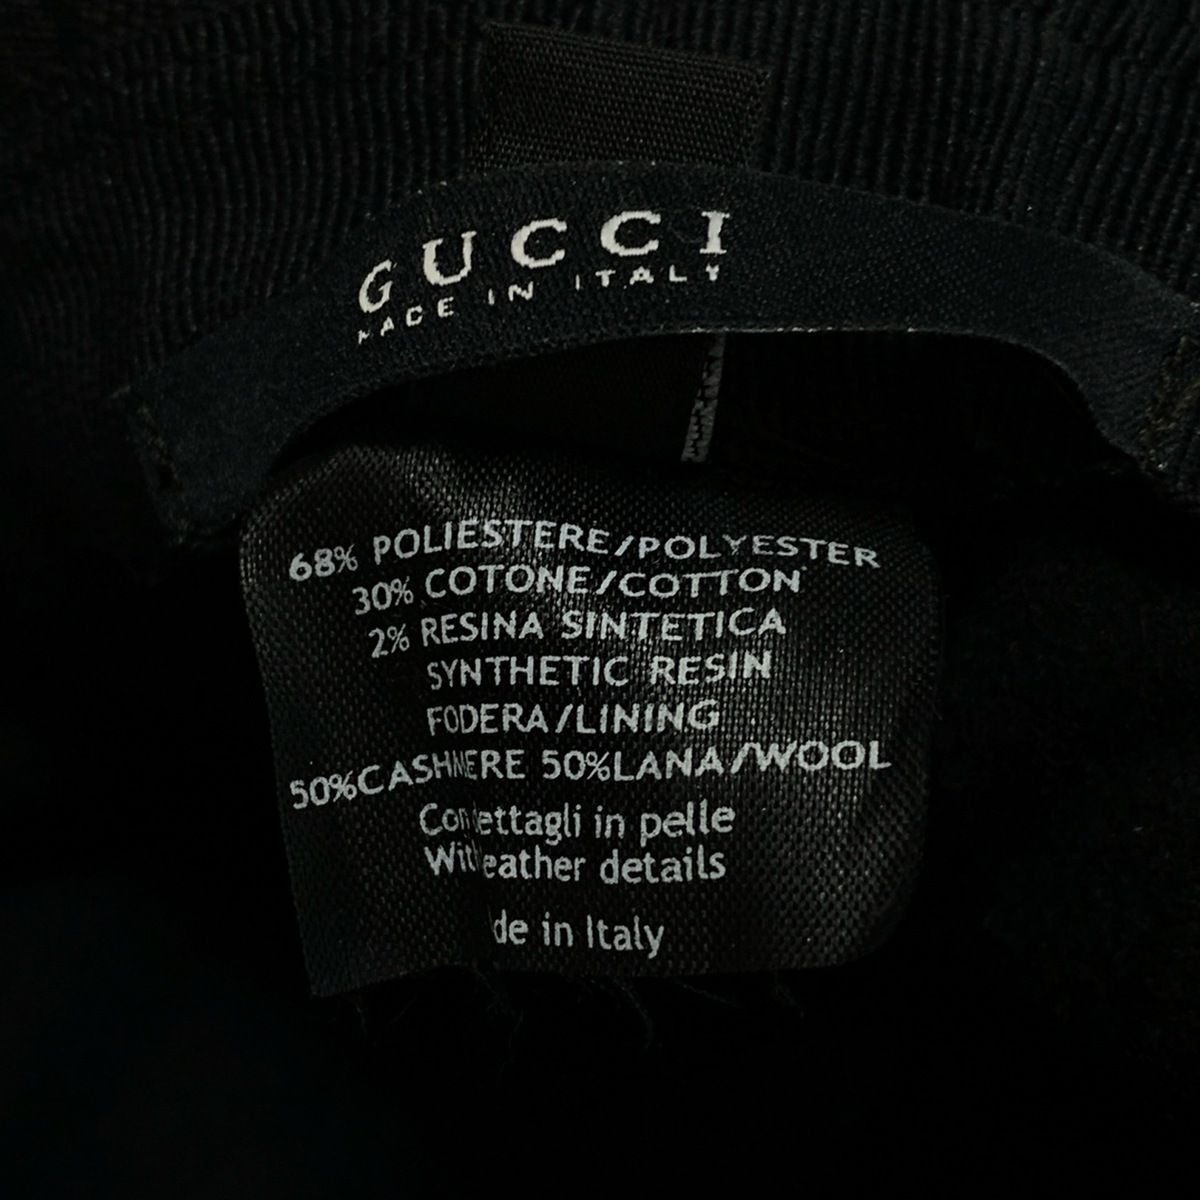 GUCCI
MADE IN ITALY
68% POLIESTERE/POLYESTER
30% COTONE/COTTON
2% RESINA SINTETICA
SYNTHETIC RESIN
FODERA/LINING
50%CASHMERE 50%LANA/WOOL
Con dettagli in pelle
With leather details
Made in Italy